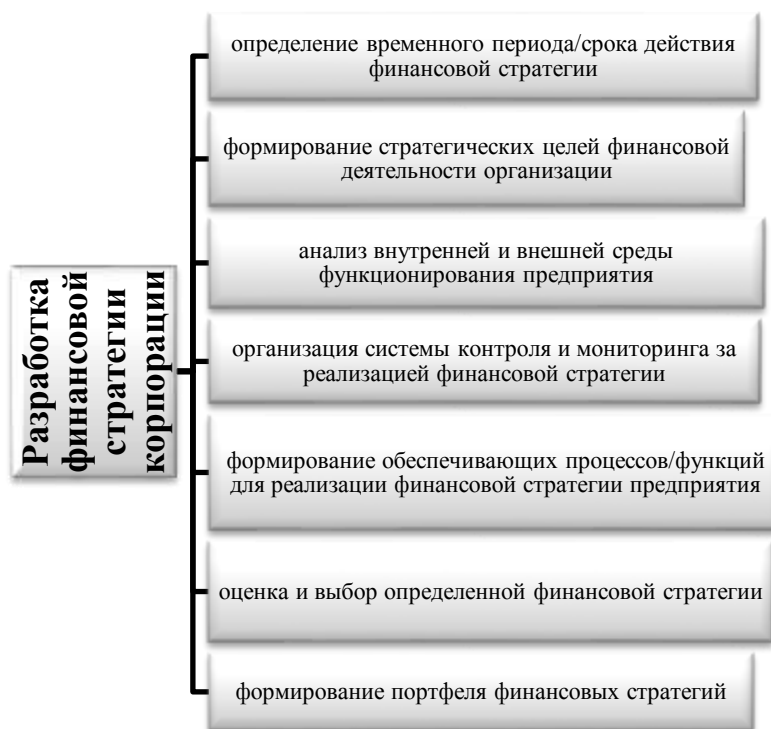 Разработка
финансовой
стратегии
корпорации
определение временного периода/срока действия
финансовой стратегии
формирование стратегических целей финансовой
деятельности организации
анализ внутренней и внешней среды
функционирования предприятия
организация системы контроля и мониторинга за
реализацией финансовой стратегии
формирование обеспечивающих процессов/функций
для реализации финансовой стратегии предприятия
оценка и выбор определенной финансовой стратегии
формирование портфеля финансовых стратегий